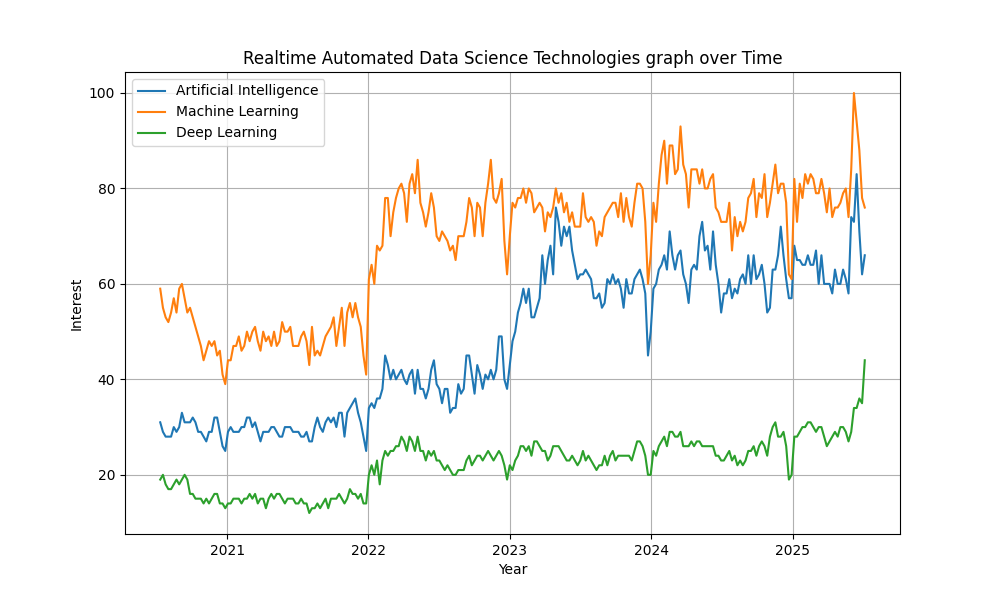 Realtime Automated Data Science Technologies graph over Time
Artificial Intelligence
Machine Learning
Deep Learning
Interest
100
80
60
40
20
2021 2022 2023 2024 2025
Year